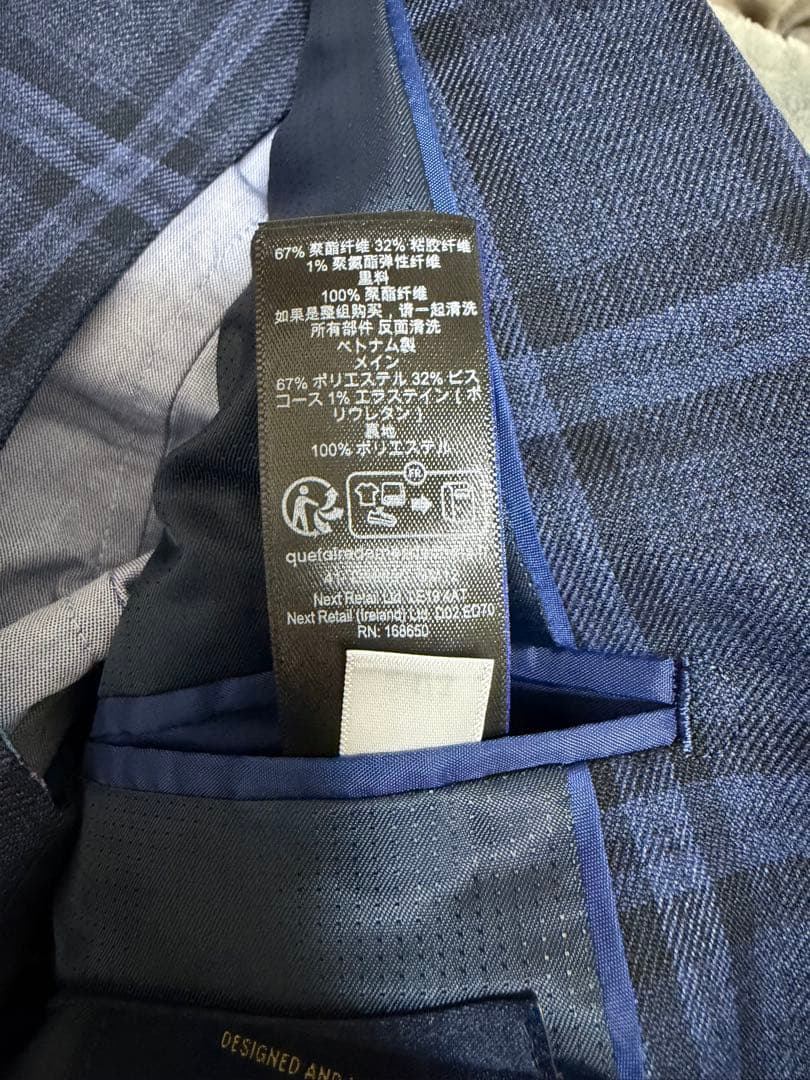 67% 聚酯纤维 32% 粘胶纤维
1% 聚氨酯弹性纤维
里料
100% 聚酯纤维
如果是整组购买，请一起清洗
所有部件 反面清洗
ベトナム製
メイン
67% ポリエステル 32% ビス
コース 1% エラスティン ( ポ
リウレタン )
裏地
100% ポリエステル
FR
Next Retail Ltd.
Next Retail (Ireland) Ltd. D02 ED70
RN: 168650
DESIGNED AND